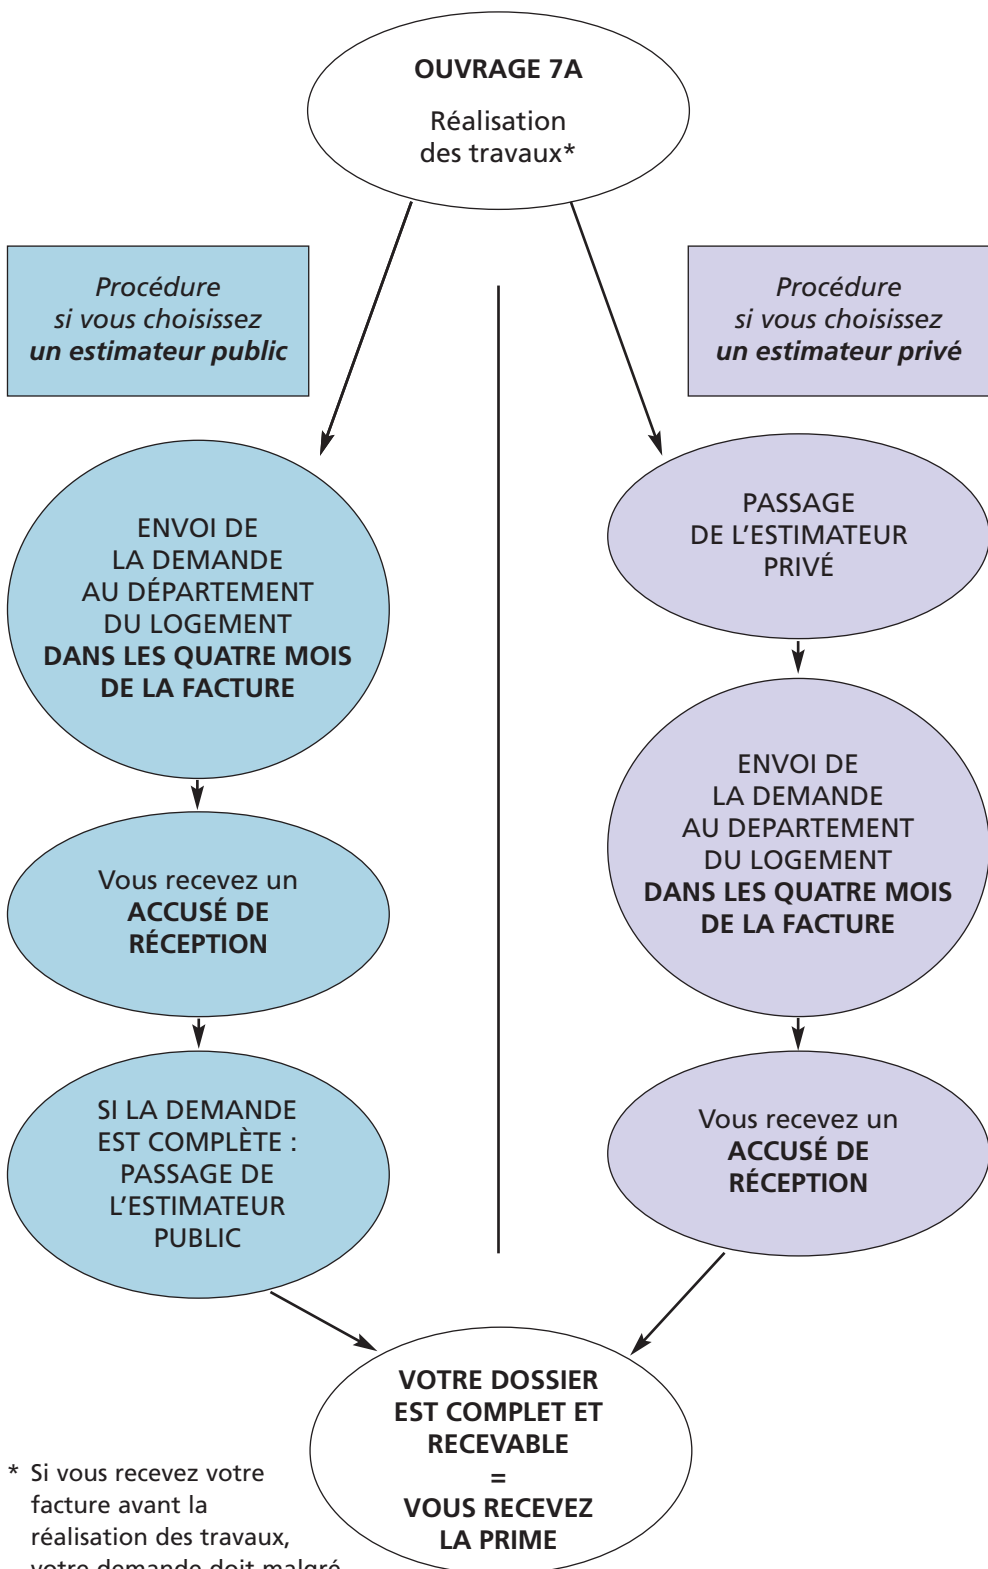 OUVRAGE 7A
Réalisation
des travaux*
Procédure
si vous choisissez
un estimateur public
ENVOI DE
LA DEMANDE
AU DÉPARTEMENT
DU LOGEMENT
DANS LES QUATRE MOIS
DE LA FACTURE
Vous recevez un
ACCUSÉ DE
RÉCEPTION
SI LA DEMANDE
EST COMPLÈTE :
PASSAGE DE
L'ESTIMATEUR
PUBLIC
Procédure
si vous choisissez
un estimateur privé
PASSAGE
DE L'ESTIMATEUR
PRIVÉ
ENVOI DE
LA DEMANDE
AU DEPARTEMENT
DU LOGEMENT
DANS LES QUATRE MOIS
DE LA FACTURE
Vous recevez un
ACCUSÉ DE
RÉCEPTION
VOTRE DOSSIER
EST COMPLET ET
RECEVABLE
=
VOUS RECEVEZ
LA PRIME
* Si vous recevez votre
facture avant la
réalisation des travaux,
votre demande doit malgré